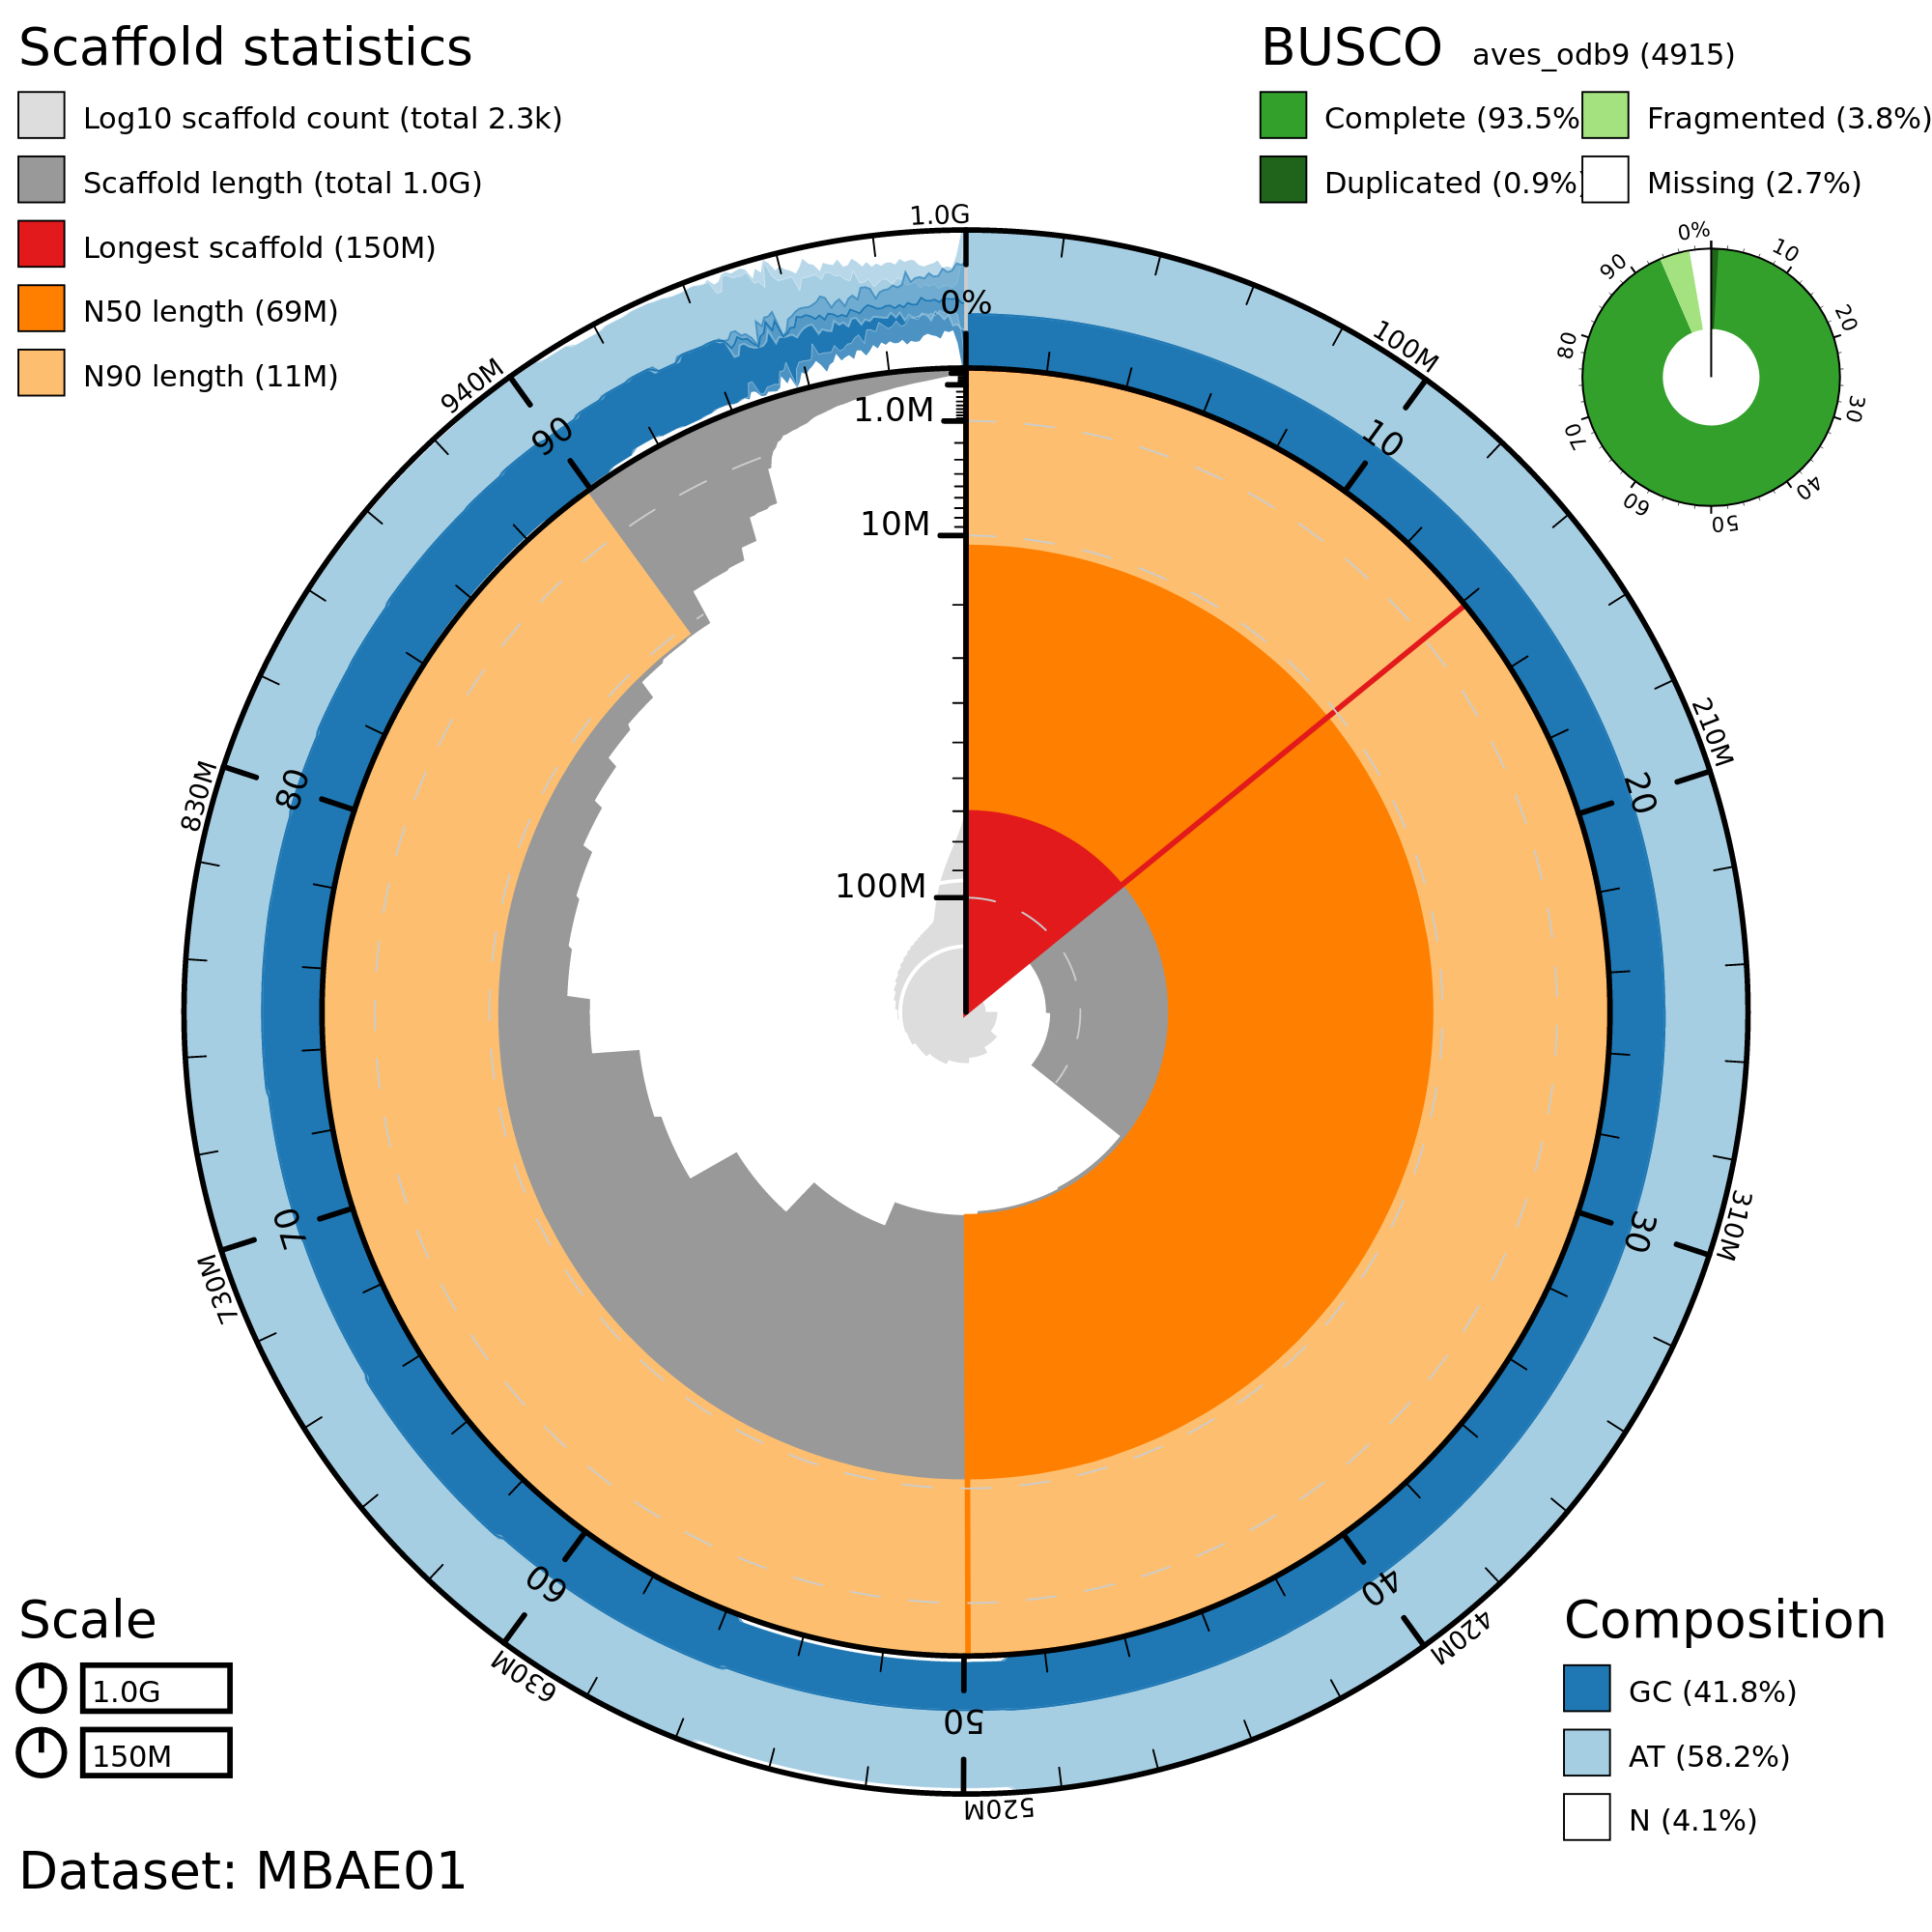 Scaffold statistics
Log10 scaffold count (total 2.3k)
Scaffold length (total 1.0G)
Longest scaffold (150M)
N50 length (69M)
N90 length (11M)
BUSCO aves_odb9 (4915)
Complete (93.5%
Fragmented (3.8%)
Duplicated (0.9%)
Missing (2.7%)
0%
10
20
30
40
50
60
70
80
90
1.0G
100M
210M
310M
420M
520M
630M
730M
830M
940M
0%
10
20
30
40
50
60
70
80
90
1.0M
10M
100M
Scale
1.0G
150M
Composition
GC (41.8%)
AT (58.2%)
N (4.1%)
Dataset: MBAE01